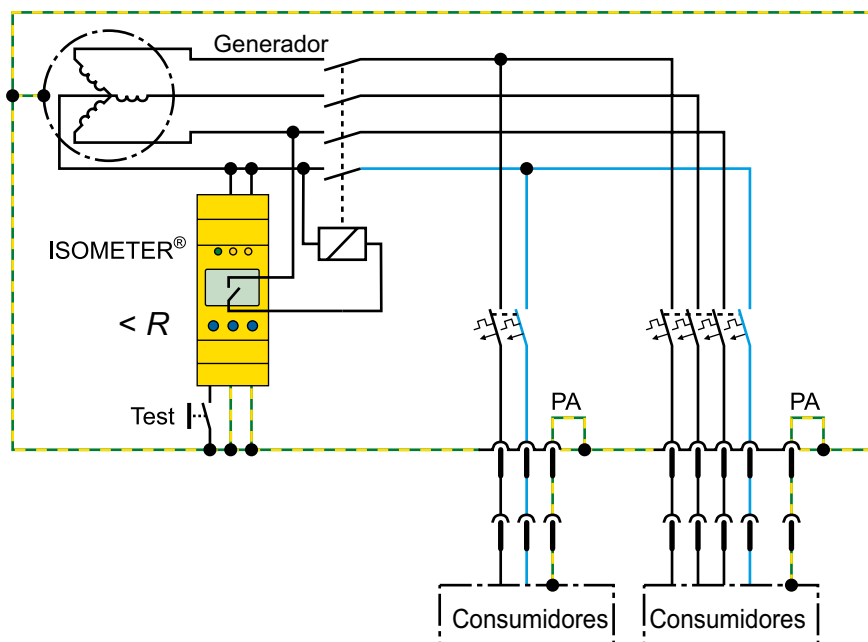 Generador
ISOMETER®
< R
Test
PA
PA
Consumidores
Consumidores